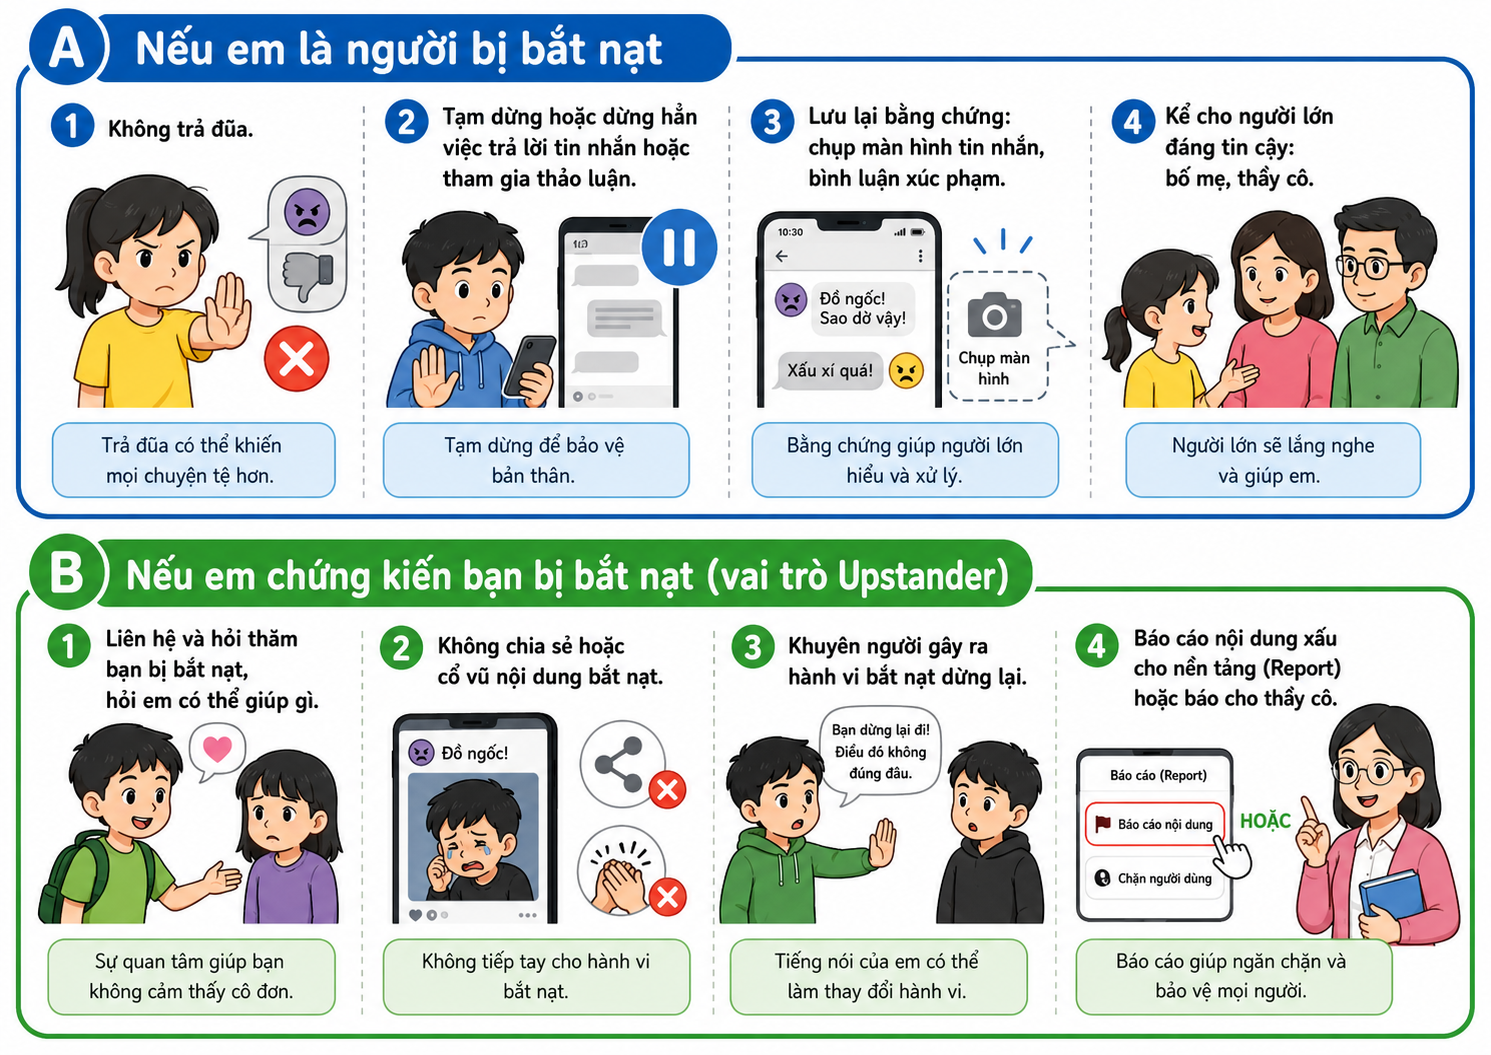 A Nếu em là người bị bắt nạt
1 Không trả đũa.
Trả đũa có thể khiến
mọi chuyện tệ hơn.
2 Tạm dừng hoặc dừng hẳn
việc trả lời tin nhắn hoặc
tham gia thảo luận.
Tạm dừng để bảo vệ
bản thân.
3 Lưu lại bằng chứng:
chụp màn hình tin nhắn,
bình luận xúc phạm.
10:30
Đồ ngốc!
Sao dở vậy!
Xấu xí quá!
Chụp màn
hình
Bằng chứng giúp người lớn
hiểu và xử lý.
4 Kể cho người lớn
đáng tin cậy:
bố mẹ, thầy cô.
Người lớn sẽ lắng nghe
và giúp em.
B Nếu em chứng kiến bạn bị bắt nạt (vai trò Upstander)
1 Liên hệ và hỏi thăm
bạn bị bắt nạt,
hỏi em có thể giúp gì.
Sự quan tâm giúp bạn
không cảm thấy cô đơn.
2 Không chia sẻ hoặc
cổ vũ nội dung bắt nạt.
Đồ ngốc!
Không tiếp tay cho hành vi
bắt nạt.
3 Khuyên người gây ra
hành vi bắt nạt dừng lại.
Bạn dừng lại đi!
Điều đó không
đúng đâu.
Tiếng nói của em có thể
làm thay đổi hành vi.
4 Báo cáo nội dung xấu
cho nền tảng (Report)
hoặc báo cho thầy cô.
Báo cáo (Report)
Báo cáo nội dung
Chặn người dùng
HOẶC
Báo cáo giúp ngăn chặn và
bảo vệ mọi người.